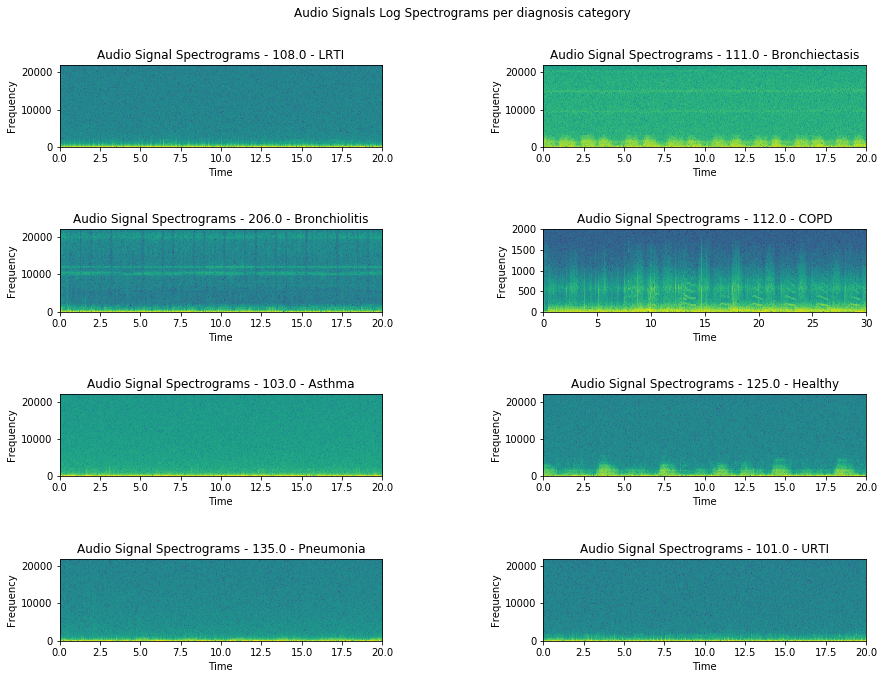 Audio Signals Log Spectrograms per diagnosis category
Audio Signal Spectrograms - 108.0 - LRTI
Frequency
20000
10000
0
0.0 2.5 5.0 7.5 10.0 12.5 15.0 17.5 20.0
Time
Audio Signal Spectrograms - 111.0 - Bronchiectasis
Frequency
20000
10000
0
0.0 2.5 5.0 7.5 10.0 12.5 15.0 17.5 20.0
Time
Audio Signal Spectrograms - 206.0 - Bronchiolitis
Frequency
20000
10000
0
0.0 2.5 5.0 7.5 10.0 12.5 15.0 17.5 20.0
Time
Audio Signal Spectrograms - 112.0 - COPD
Frequency
2000
1500
1000
500
0
0 5 10 15 20 25 30
Time
Audio Signal Spectrograms - 103.0 - Asthma
Frequency
20000
10000
0
0.0 2.5 5.0 7.5 10.0 12.5 15.0 17.5 20.0
Time
Audio Signal Spectrograms - 125.0 - Healthy
Frequency
20000
10000
0
0.0 2.5 5.0 7.5 10.0 12.5 15.0 17.5 20.0
Time
Audio Signal Spectrograms - 135.0 - Pneumonia
Frequency
20000
10000
0
0.0 2.5 5.0 7.5 10.0 12.5 15.0 17.5 20.0
Time
Audio Signal Spectrograms - 101.0 - URTI
Frequency
20000
10000
0
0.0 2.5 5.0 7.5 10.0 12.5 15.0 17.5 20.0
Time